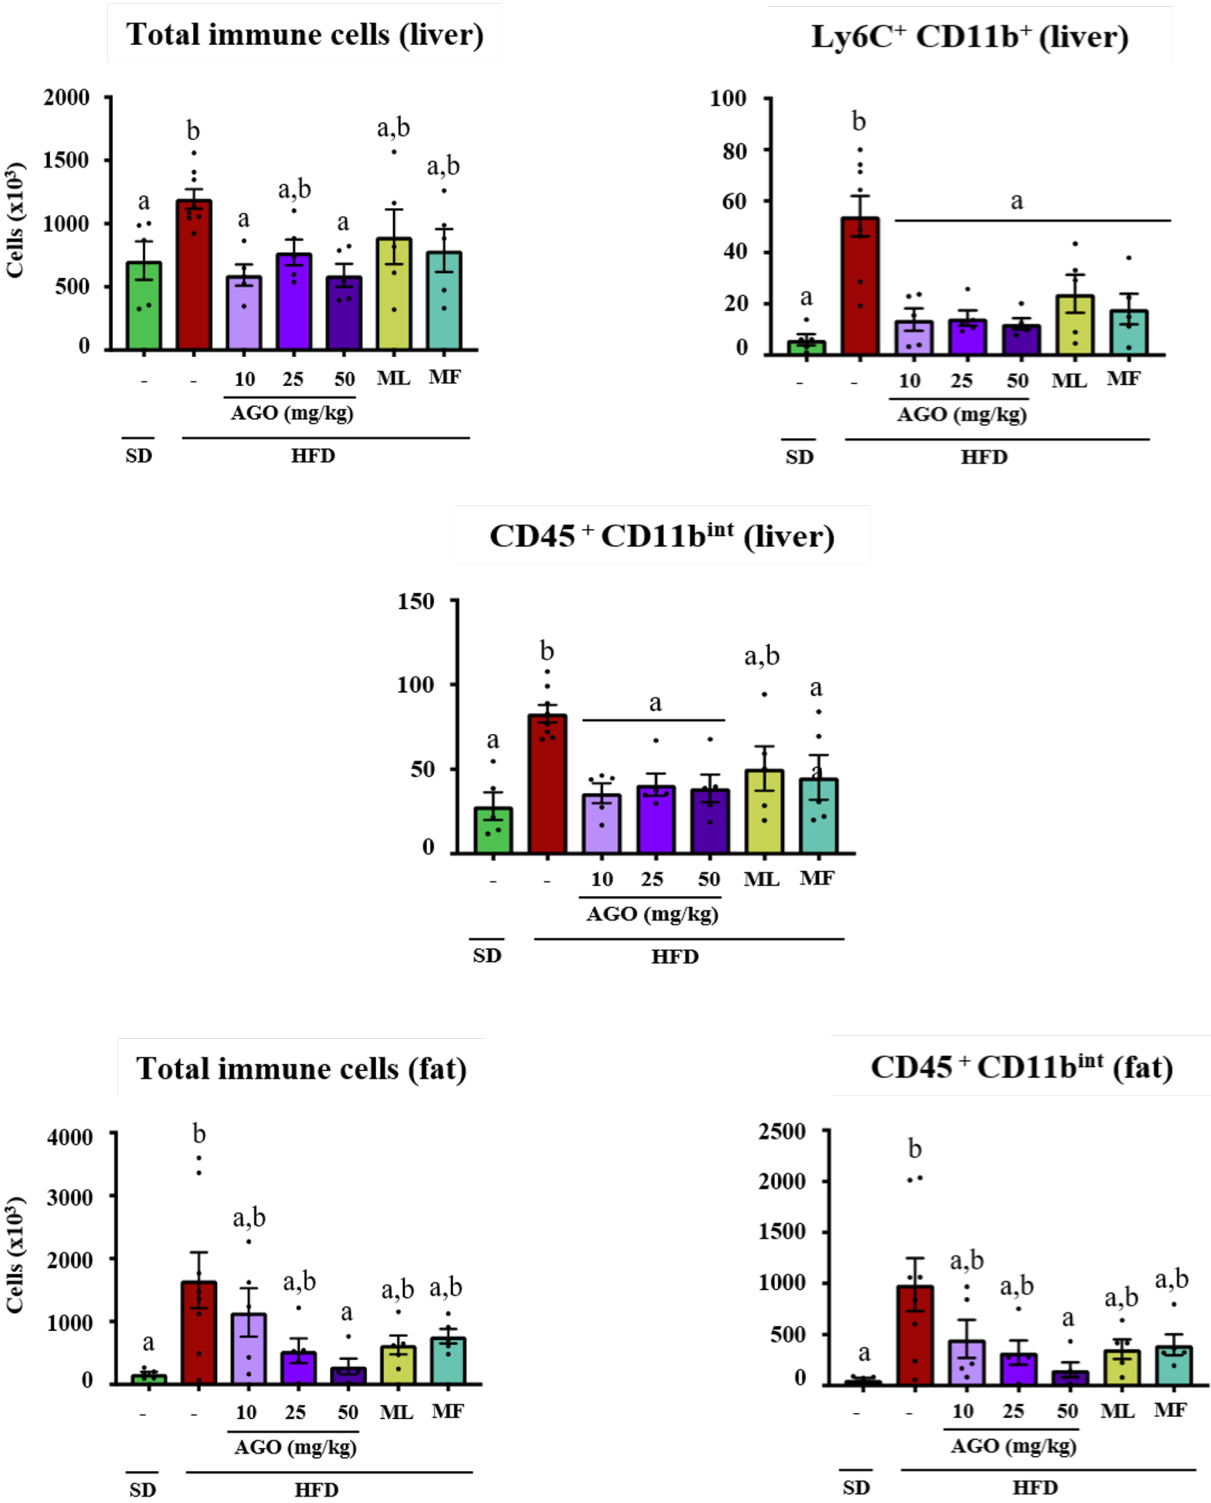 Total immune cells (liver)
Cells (x10³)
2000
1500
1000
500
0
a
b
a
a,b
a
a,b
a,b
- - 10 25 50 ML MF
AGO (mg/kg)
SD HFD
Ly6C⁺ CD11b⁺ (liver)
100
80
60
40
20
0
a
b
a
- - 10 25 50 ML MF
AGO (mg/kg)
SD HFD
CD45 ⁺ CD11bⁱⁿᵗ (liver)
150
100
50
0
a
b
a
a,b
a
a
- - 10 25 50 ML MF
AGO (mg/kg)
SD HFD
Total immune cells (fat)
Cells (x10³)
4000
3000
2000
1000
0
a
b
a,b
a,b
a
a,b
a,b
- - 10 25 50 ML MF
AGO (mg/kg)
SD HFD
CD45 ⁺ CD11bⁱⁿᵗ (fat)
2500
2000
1500
1000
500
0
a
b
a,b
a,b
a
a,b
a,b
- - 10 25 50 ML MF
AGO (mg/kg)
SD HFD